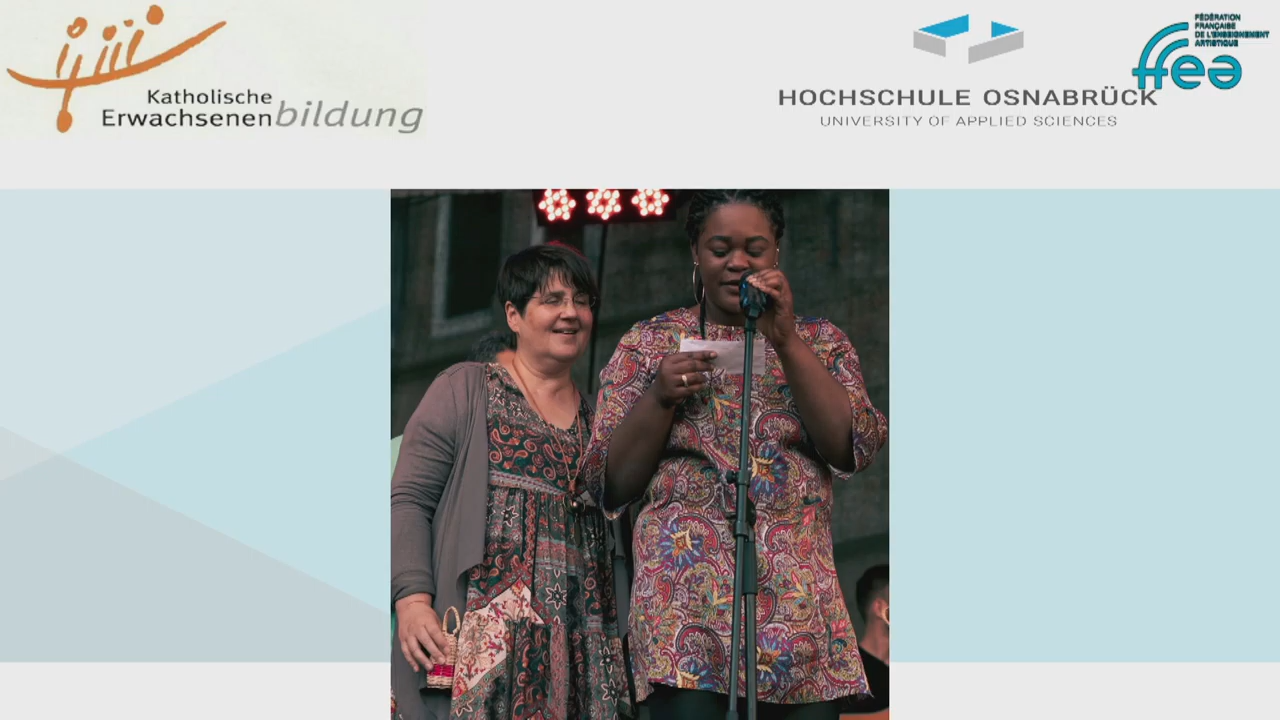 Katholische
Erwachsenenbildung
HOCHSCHULE OSNABRÜCK
UNIVERSITY OF APPLIED SCIENCES
FÉDÉRATION
FRANÇAISE
DE L'ENSEIGNEMENT
ARTISTIQUE
ffea